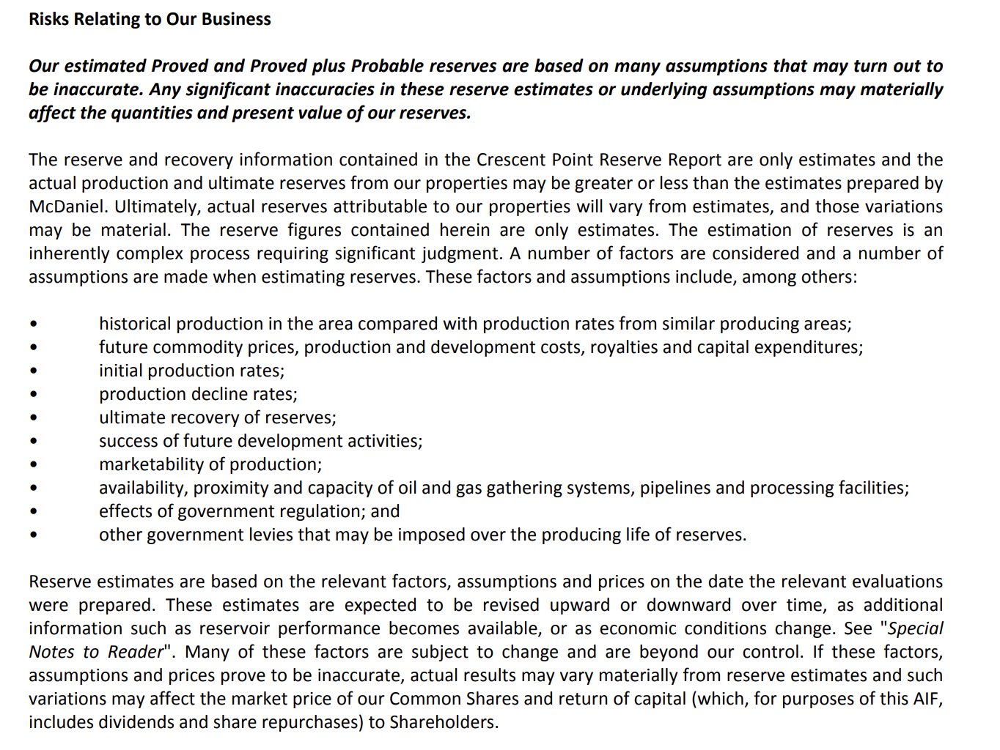 Risks Relating to Our Business
Our estimated Proved and Proved plus Probable reserves are based on many assumptions that may turn out to
be inaccurate. Any significant inaccuracies in these reserve estimates or underlying assumptions may materially
affect the quantities and present value of our reserves.
The reserve and recovery information contained in the Crescent Point Reserve Report are only estimates and the
actual production and ultimate reserves from our properties may be greater or less than the estimates prepared by
McDaniel. Ultimately, actual reserves attributable to our properties will vary from estimates, and those variations
may be material. The reserve figures contained herein are only estimates. The estimation of reserves is an
inherently complex process requiring significant judgment. A number of factors are considered and a number of
assumptions are made when estimating reserves. These factors and assumptions include, among others:
• historical production in the area compared with production rates from similar producing areas;
• future commodity prices, production and development costs, royalties and capital expenditures;
• initial production rates;
• production decline rates;
• ultimate recovery of reserves;
• success of future development activities;
• marketability of production;
• availability, proximity and capacity of oil and gas gathering systems, pipelines and processing facilities;
• effects of government regulation; and
• other government levies that may be imposed over the producing life of reserves.
Reserve estimates are based on the relevant factors, assumptions and prices on the date the relevant evaluations
were prepared. These estimates are expected to be revised upward or downward over time, as additional
information such as reservoir performance becomes available, or as economic conditions change. See "Special
Notes to Reader". Many of these factors are subject to change and are beyond our control. If these factors,
assumptions and prices prove to be inaccurate, actual results may vary materially from reserve estimates and such
variations may affect the market price of our Common Shares and return of capital (which, for purposes of this AIF,
includes dividends and share repurchases) to Shareholders.